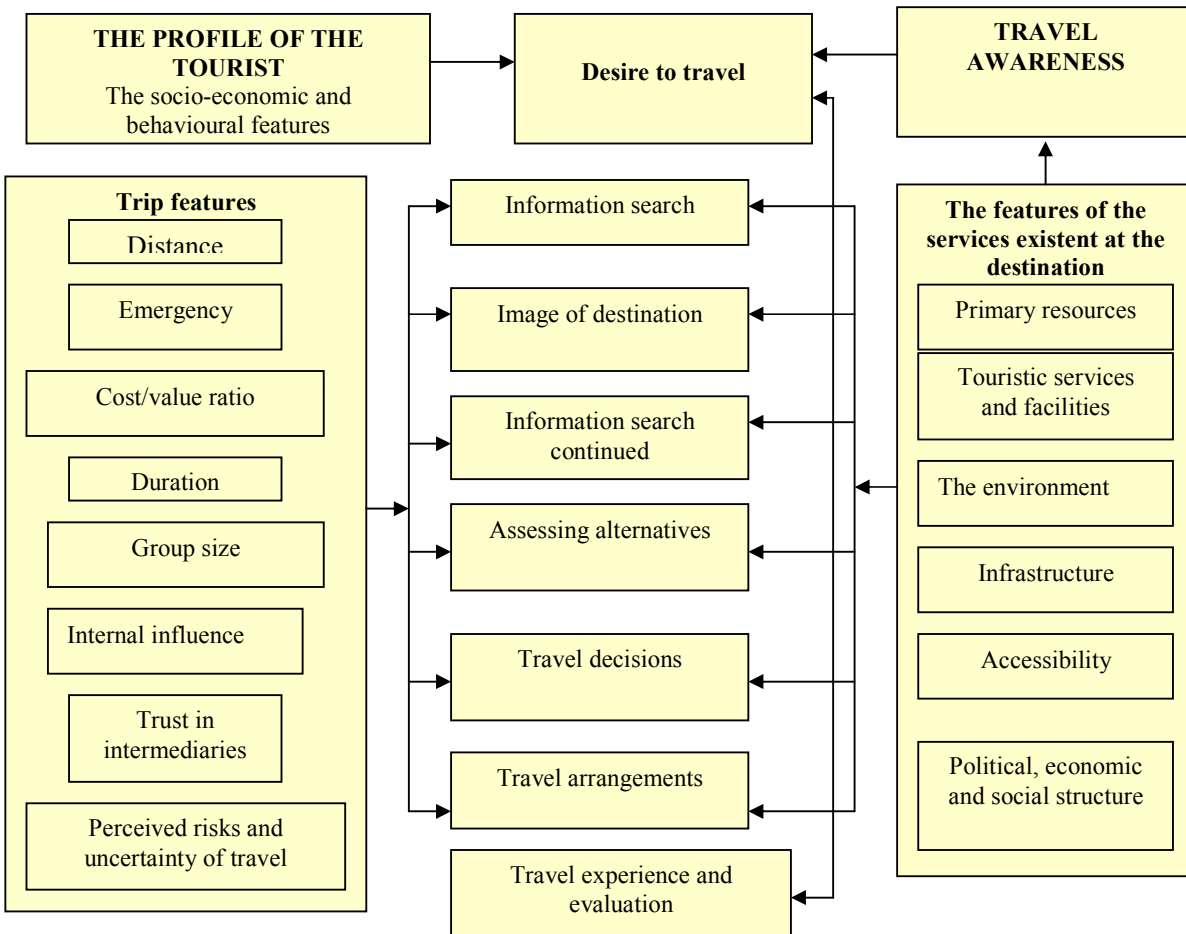 THE PROFILE OF THE
TOURIST
The socio-economic and
behavioural features
Desire to travel
TRAVEL
AWARENESS
Trip features
Distance
Emergency
Cost/value ratio
Duration
Group size
Internal influence
Trust in
intermediaries
Perceived risks and
uncertainty of travel
Information search
Image of destination
Information search
continued
Assessing alternatives
Travel decisions
Travel arrangements
Travel experience and
evaluation
The features of the
services existent at the
destination
Primary resources
Touristic services
and facilities
The environment
Infrastructure
Accessibility
Political, economic
and social structure